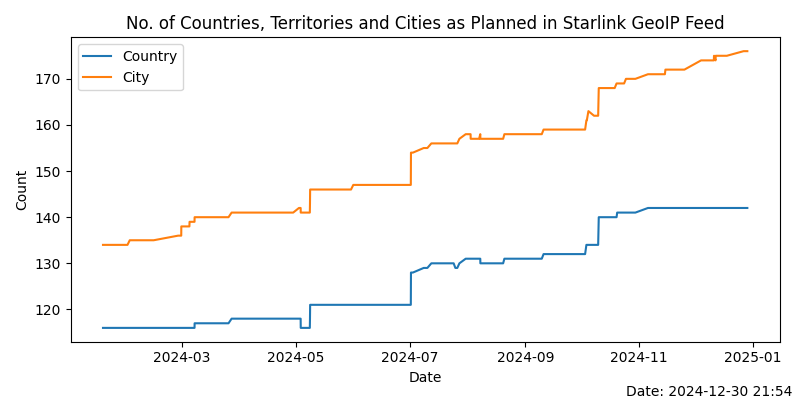 No. of Countries, Territories and Cities as Planned in Starlink GeoIP Feed
Country
City
Count
170
160
150
140
130
120
2024-03 2024-05 2024-07 2024-09 2024-11 2025-01
Date
Date: 2024-12-30 21:54